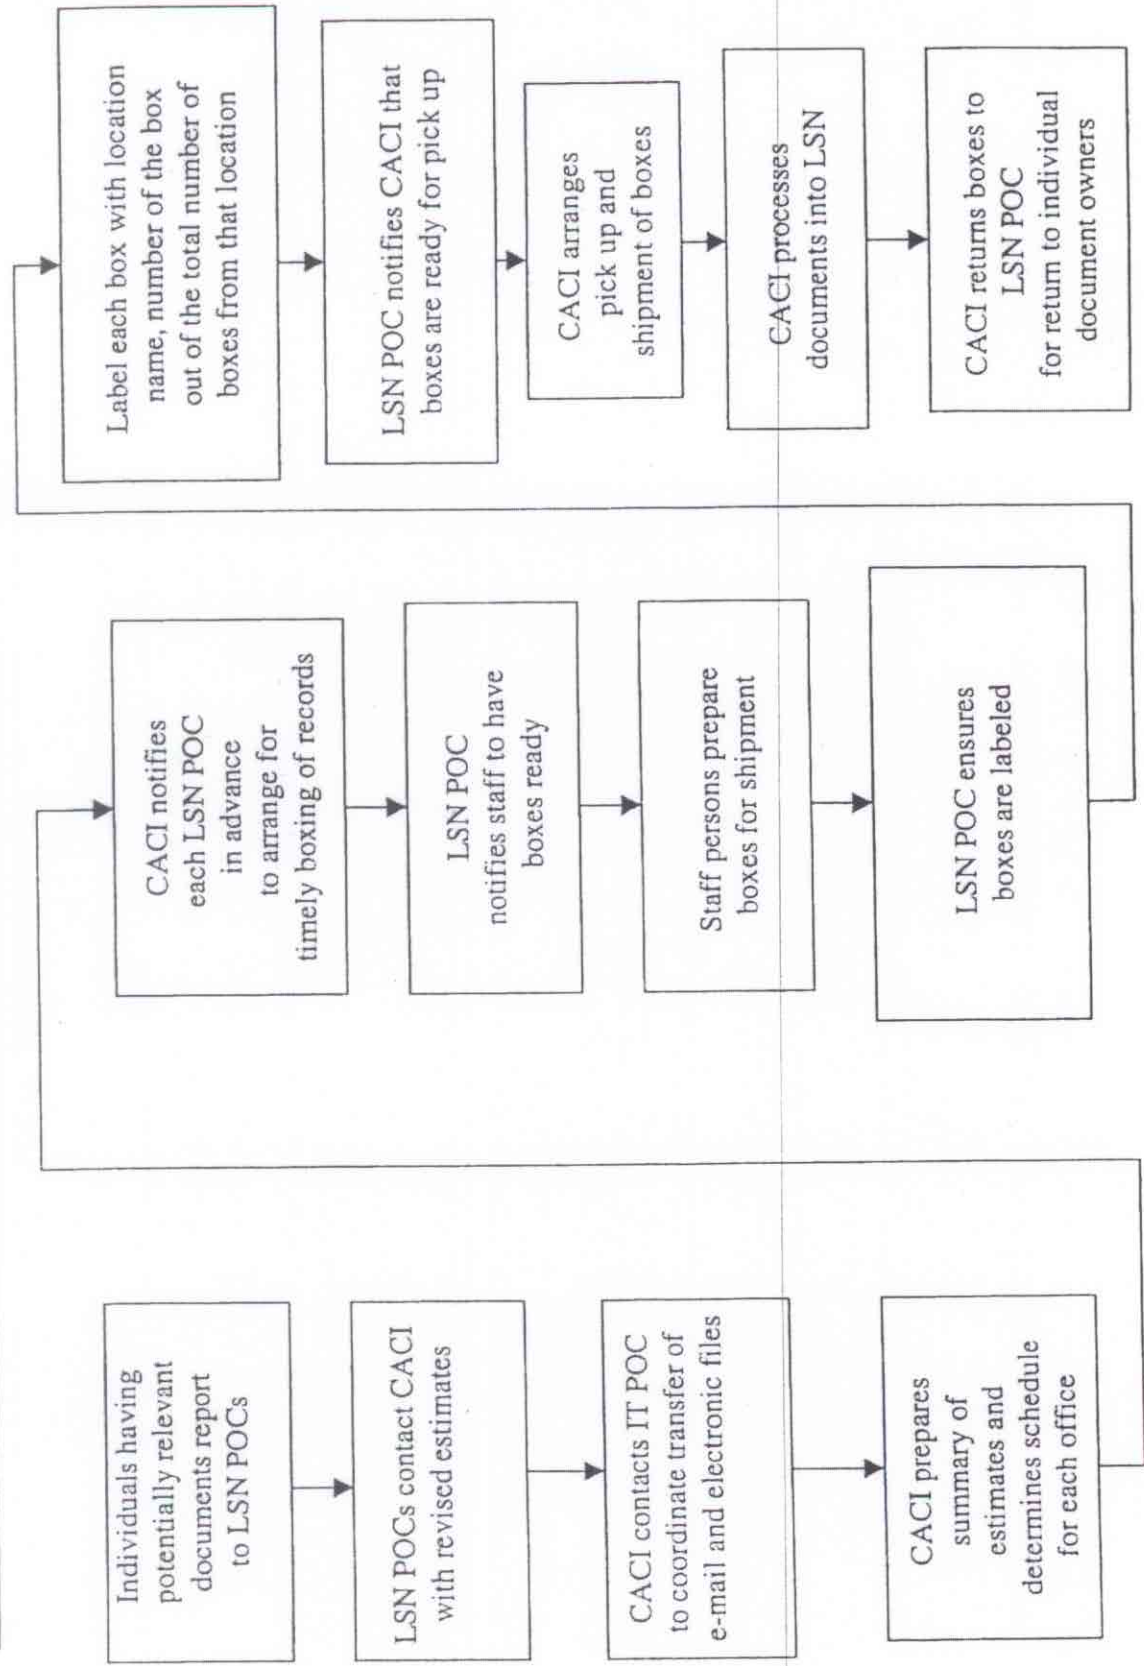 Individuals having
potentially relevant
documents report
to LSN POCs
LSN POCs contact CACI
with revised estimates
CACI contacts IT POC
to coordinate transfer of
e-mail and electronic files
CACI prepares
summary of
estimates and
determines schedule
for each office
CACI notifies
each LSN POC
in advance
to arrange for
timely boxing of records
LSN POC
notifies staff to have
boxes ready
Staff persons prepare
boxes for shipment
LSN POC ensures
boxes are labeled
Label each box with location
name, number of the box
out of the total number of
boxes from that location
LSN POC notifies CACI that
boxes are ready for pick up
CACI arranges
pick up and
shipment of boxes
CACI processes
documents into LSN
CACI returns boxes to
LSN POC
for return to individual
document owners